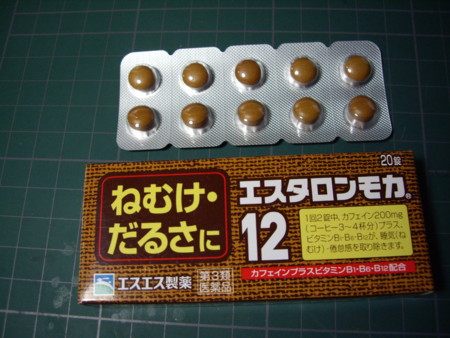 20錠
ねむけ・
だるさに
エスタロンモカ®
12
1回2錠中、カフェイン200mg
(コーヒー3〜4杯分)プラス
ビタミンB1・B6・B12が、睡気(ね
むけ)・倦怠感を取り除きます。
エスエス製薬
第3類
医薬品
カフェインプラスビタミンB1・B6・B12配合